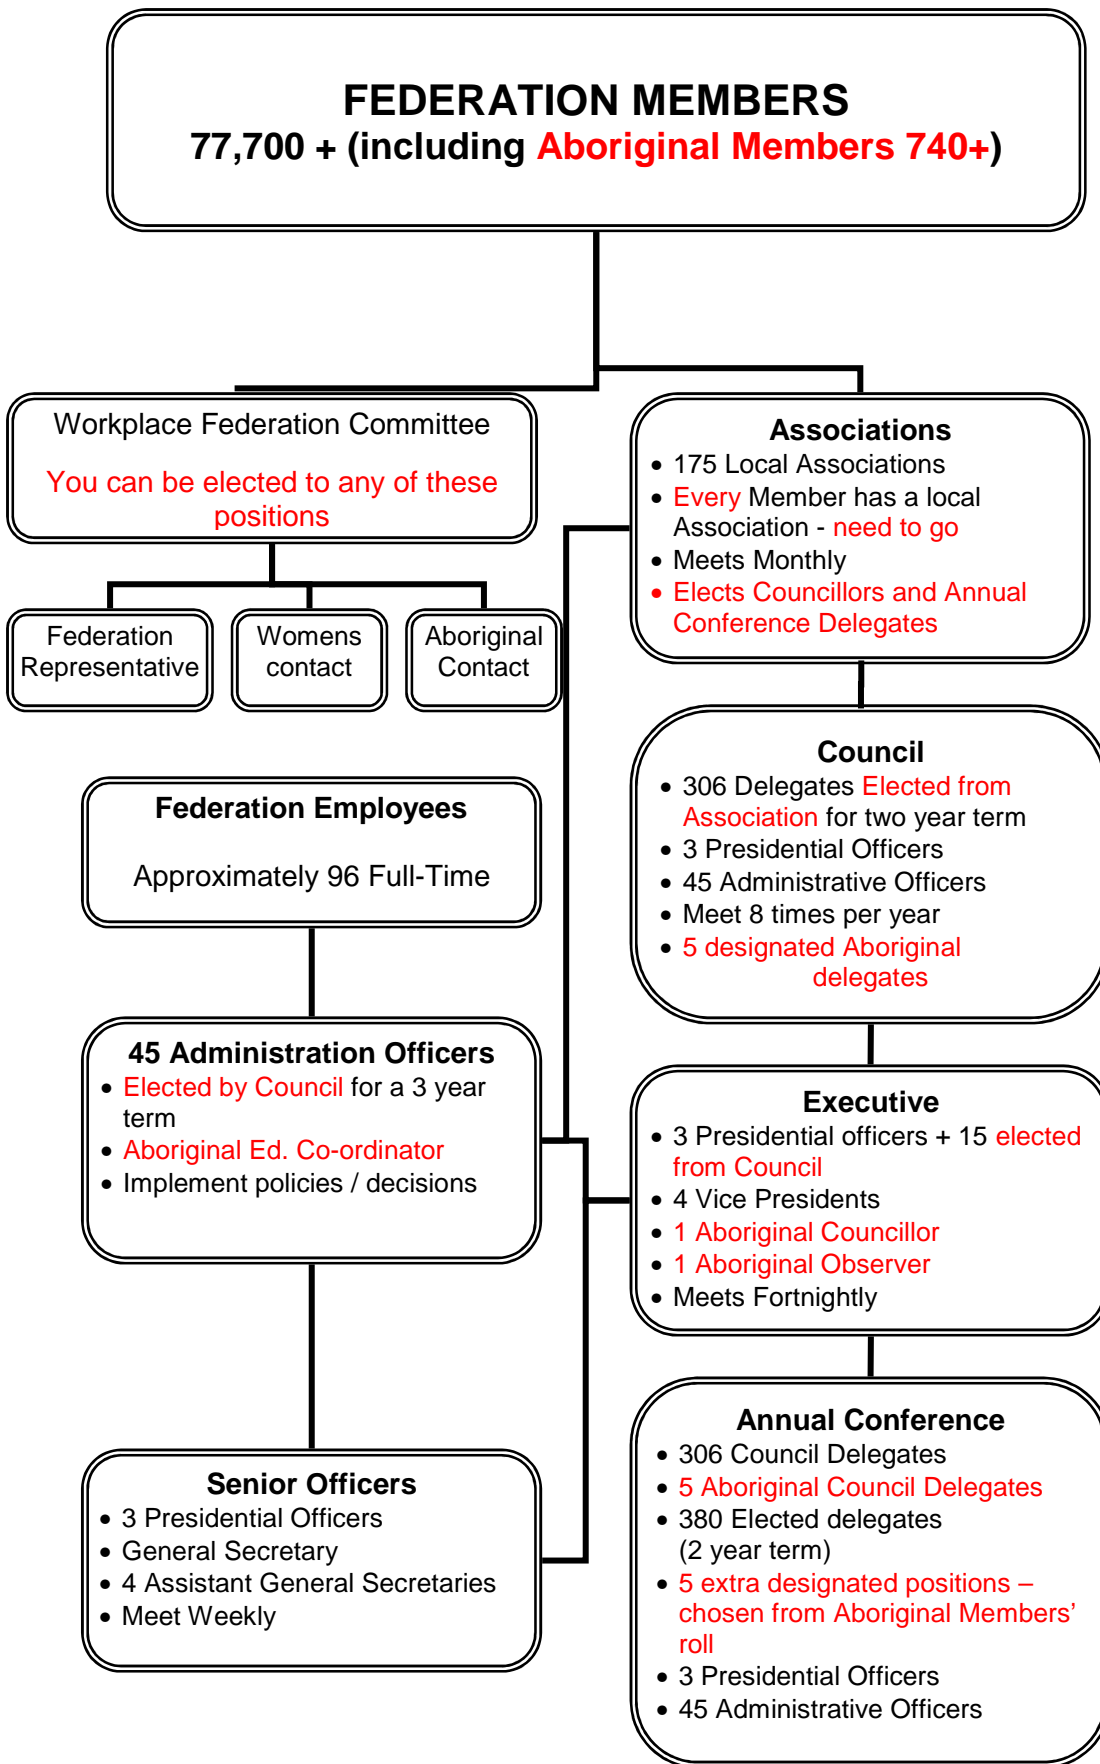 FEDERATION MEMBERS
77,700 + (including Aboriginal Members 740+)
Workplace Federation Committee
You can be elected to any of these
positions
Federation
Representative
Womens
contact
Aboriginal
Contact
Associations
• 175 Local Associations
• Every Member has a local
Association - need to go
• Meets Monthly
• Elects Councillors and Annual
Conference Delegates
Council
• 306 Delegates Elected from
Association for two year term
• 3 Presidential Officers
• 45 Administrative Officers
• Meet 8 times per year
• 5 designated Aboriginal
delegates
Federation Employees
Approximately 96 Full-Time
45 Administration Officers
• Elected by Council for a 3 year
term
• Aboriginal Ed. Co-ordinator
• Implement policies / decisions
Executive
• 3 Presidential officers + 15 elected
from Council
• 4 Vice Presidents
• 1 Aboriginal Councillor
• 1 Aboriginal Observer
• Meets Fortnightly
Senior Officers
• 3 Presidential Officers
• General Secretary
• 4 Assistant General Secretaries
• Meet Weekly
Annual Conference
• 306 Council Delegates
• 5 Aboriginal Council Delegates
• 380 Elected delegates
(2 year term)
• 5 extra designated positions –
chosen from Aboriginal Members’
roll
• 3 Presidential Officers
• 45 Administrative Officers